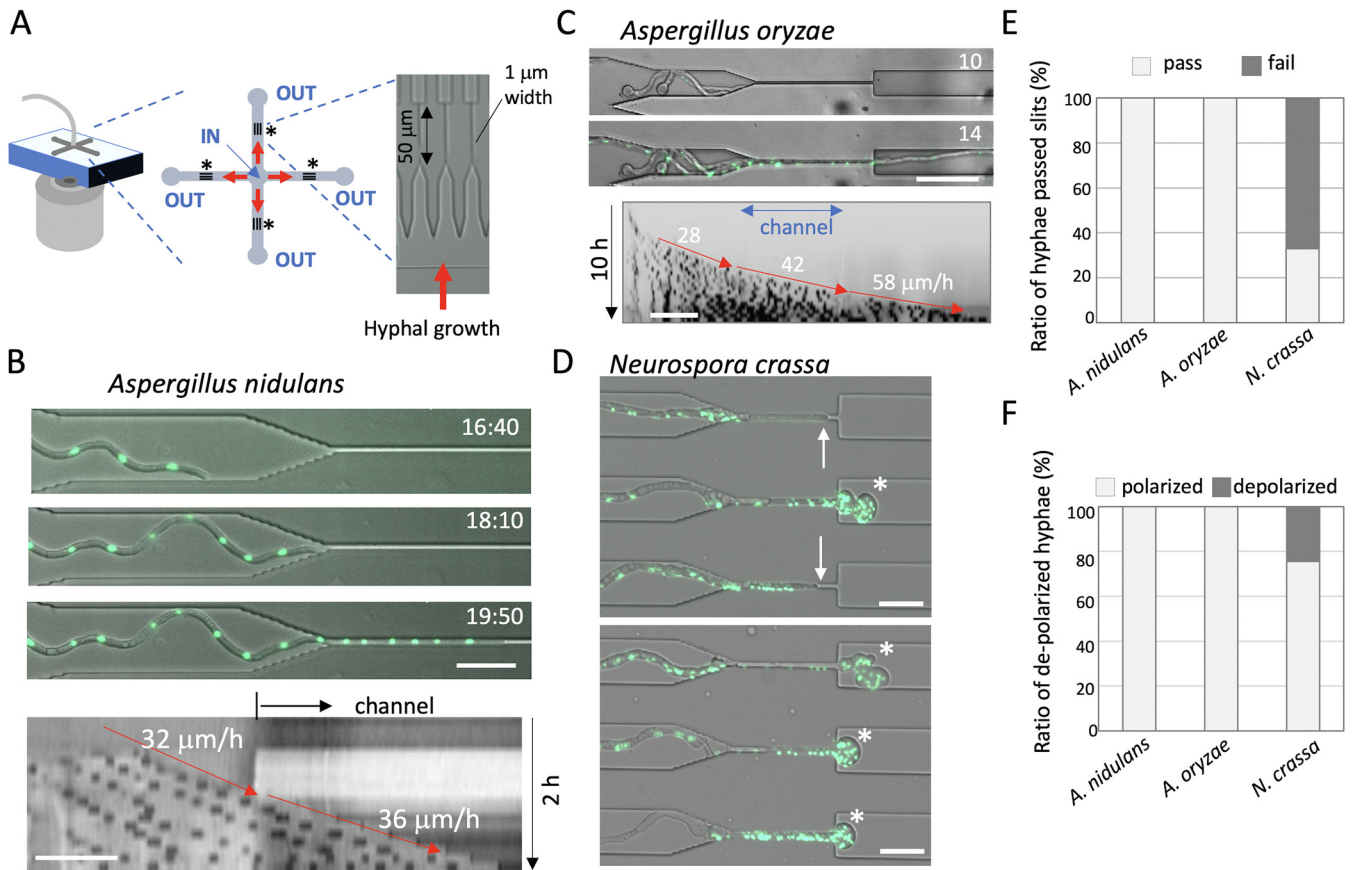 A
OUT
IN
*
*
*
*
OUT
OUT
OUT
50 μm
1 μm
width
Hyphal growth
B
Aspergillus nidulans
16:40
18:10
19:50
channel
32 μm/h
36 μm/h
2 h
C
Aspergillus oryzae
10
14
10 h
channel
28
42
58 μm/h
D
Neurospora crassa
*
*
*
*
E
Ratio of hyphae passed slits (%)
pass
fail
100
80
60
40
20
0
A. nidulans
A. oryzae
N. crassa
F
Ratio of de-polarized hyphae (%)
polarized
depolarized
100
80
60
40
20
0
A. nidulans
A. oryzae
N. crassa